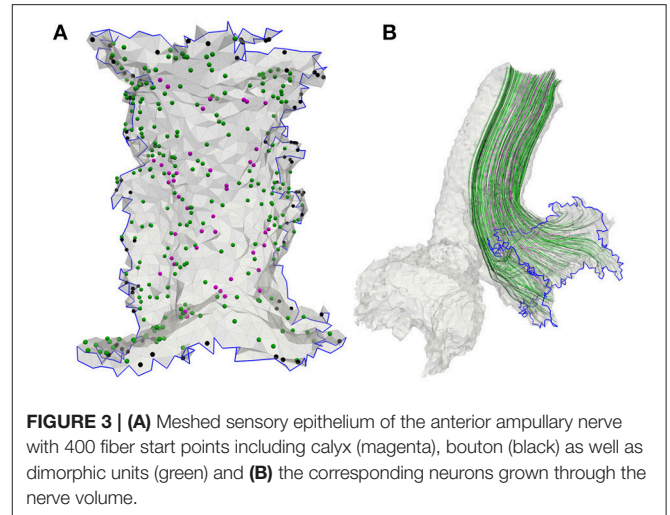 A
B
FIGURE 3 | (A) Meshed sensory epithelium of the anterior ampullary nerve
with 400 fiber start points including calyx (magenta), bouton (black) as well as
dimorphic units (green) and (B) the corresponding neurons grown through the
nerve volume.